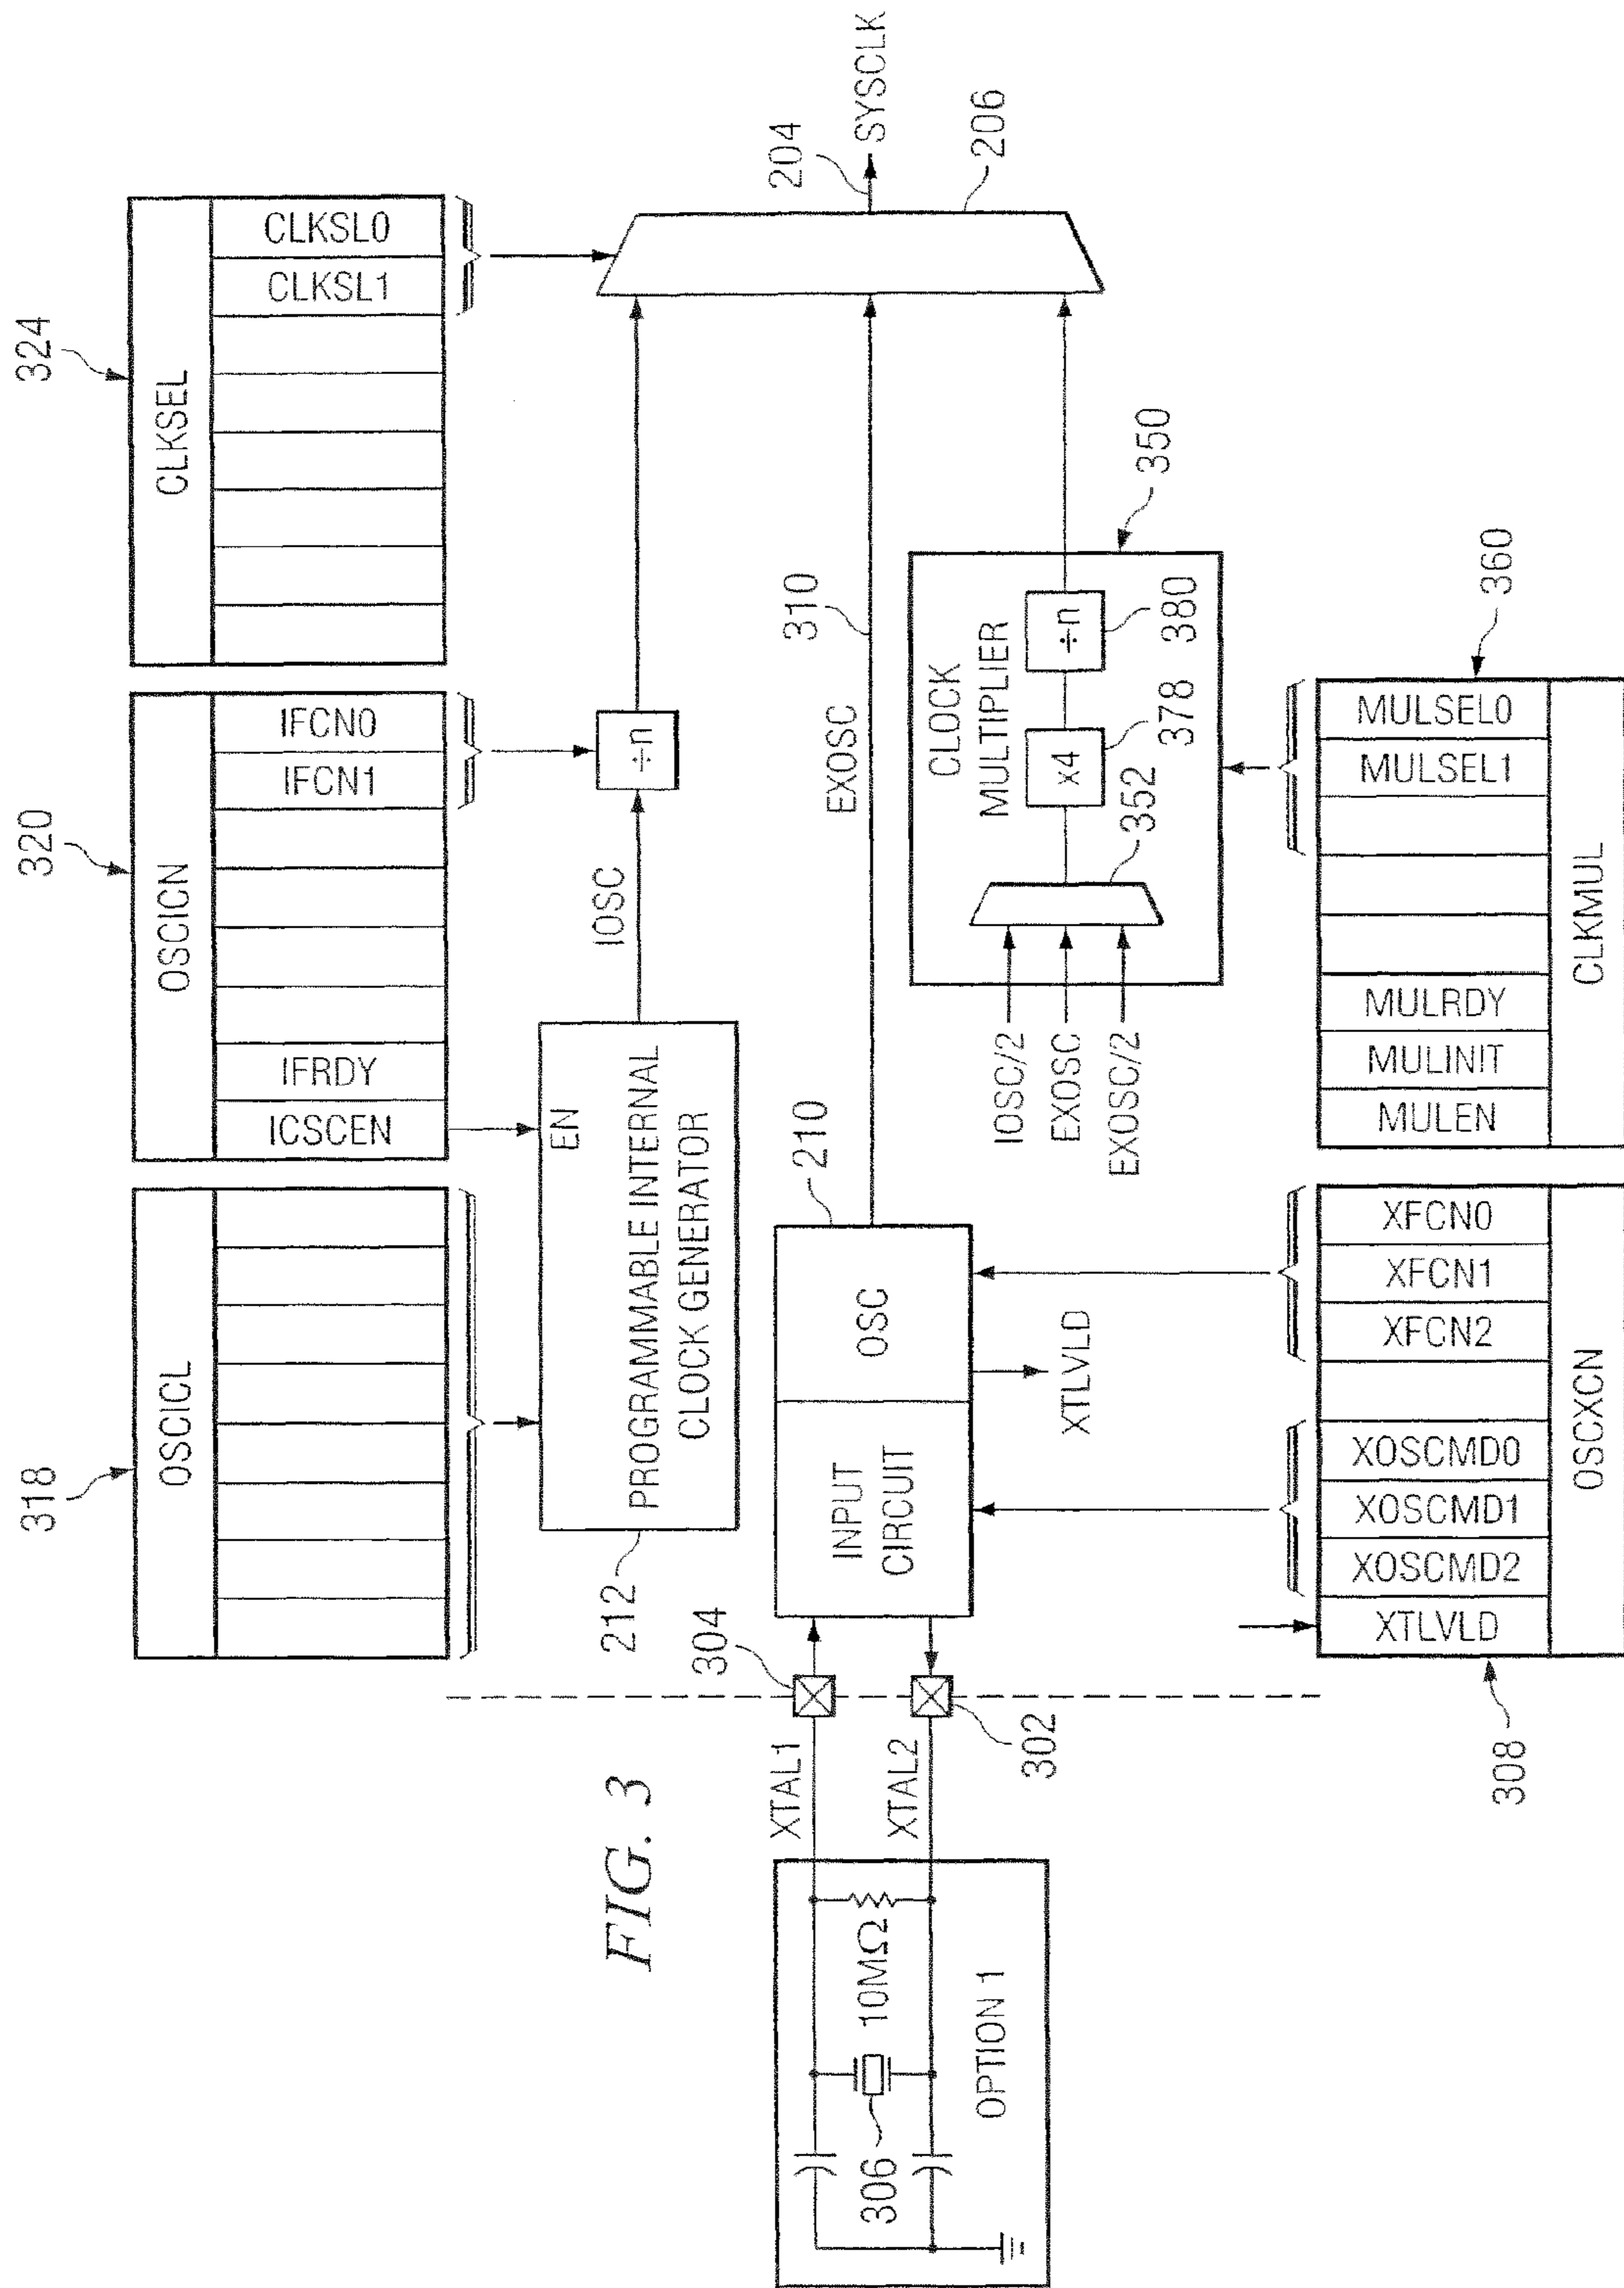 318
OSCICL
320
OSCICN
ICSCEN
IFRDY
IFCN1
IFCN0
324
CLKSEL
CLKSL1
CLKSL0
212
EN
PROGRAMMABLE INTERNAL
CLOCK GENERATOR
IOSC
÷n
204
SYSCLK
206
FIG. 3
XTAL1
304
XTAL2
302
306
10MΩ
OPTION 1
INPUT
CIRCUIT
OSC
210
XTLVLD
EXOSC
310
CLOCK
MULTIPLIER
350
IOSC/2
EXOSC
EXOSC/2
352
x4
378
÷n
380
308
XTLVLD
XOSCMD2
XOSCMD1
XOSCMD0
XFCN2
XFCN1
XFCN0
OSCXCN
MULEN
MULINIT
MULRDY
MULSEL1
MULSEL0
360
CLKMUL